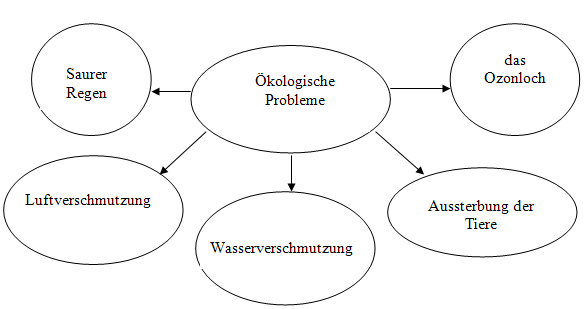 Saurer
Regen
Ökologische
Probleme
das
Ozonloch
Luftverschmutzung
Wasserverschmutzung
Aussterbung der
Tiere